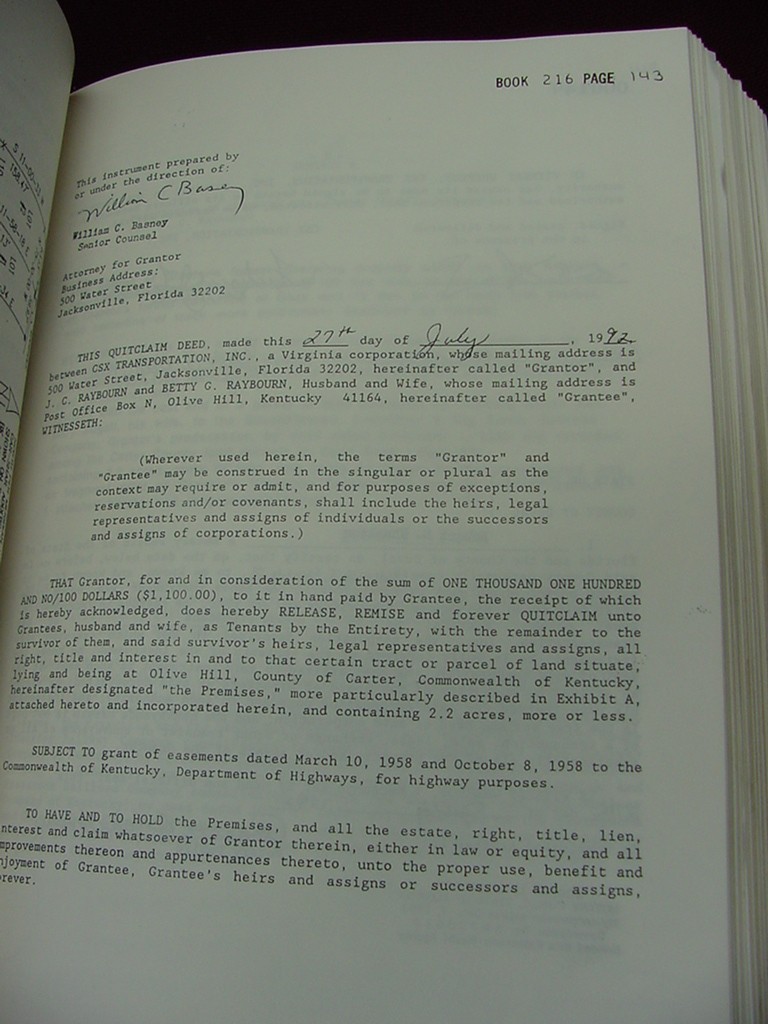 BOOK 216 PAGE 143
This instrument prepared by
or under the direction of:
William C Basney
William C. Basney
Senior Counsel
Attorney for Grantor
Business Address:
500 Water Street
Jacksonville, Florida 32202
THIS QUITCLAIM DEED, made this 27th day of July, 1992,
between CSX TRANSPORTATION, INC., a Virginia corporation, whose mailing address is
500 Water Street, Jacksonville, Florida 32202, hereinafter called "Grantor", and
J. C. RAYBOURN and BETTY G. RAYBOURN, Husband and Wife, whose mailing address is
Post Office Box N, Olive Hill, Kentucky 41164, hereinafter called "Grantee",
WITNESSETH:
(Wherever used herein, the terms "Grantor" and
"Grantee" may be construed in the singular or plural as the
context may require or admit, and for purposes of exceptions,
reservations and/or covenants, shall include the heirs, legal
representatives and assigns of individuals or the successors
and assigns of corporations.)
THAT Grantor, for and in consideration of the sum of ONE THOUSAND ONE HUNDRED
AND NO/100 DOLLARS ($1,100.00), to it in hand paid by Grantee, the receipt of which
is hereby acknowledged, does hereby RELEASE, REMISE and forever QUITCLAIM unto
Grantees, husband and wife, as Tenants by the Entirety, with the remainder to the
survivor of them, and said survivor's heirs, legal representatives and assigns, all
right, title and interest in and to that certain tract or parcel of land situate,
lying and being at Olive Hill, County of Carter, Commonwealth of Kentucky,
hereinafter designated "the Premises," more particularly described in Exhibit A,
attached hereto and incorporated herein, and containing 2.2 acres, more or less.
SUBJECT TO grant of easements dated March 10, 1958 and October 8, 1958 to the
Commonwealth of Kentucky, Department of Highways, for highway purposes.
TO HAVE AND TO HOLD the Premises, and all the estate, right, title, lien,
nterest and claim whatsoever of Grantor therein, either in law or equity, and all
mprovements thereon and appurtenances thereto, unto the proper use, benefit and
njoyment of Grantee, Grantee's heirs and assigns or successors and assigns,
rever.